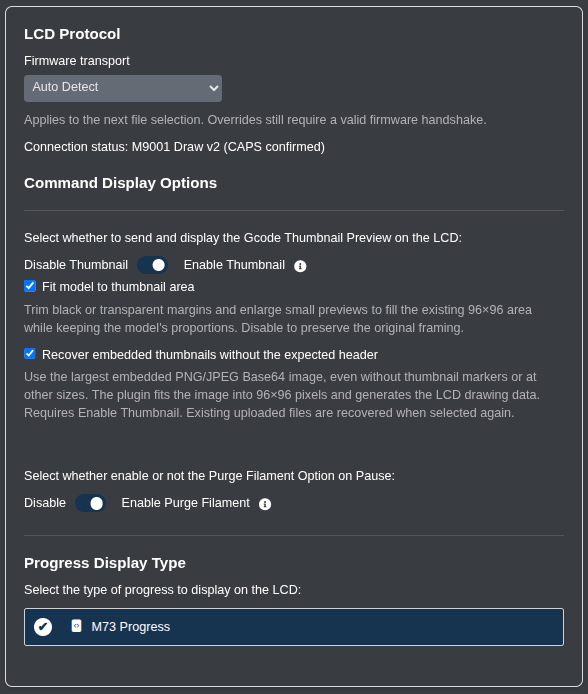 LCD Protocol
Firmware transport
Auto Detect
Applies to the next file selection. Overrides still require a valid firmware handshake.
Connection status: M9001 Draw v2 (CAPS confirmed)
Command Display Options
Select whether to send and display the Gcode Thumbnail Preview on the LCD:
Disable Thumbnail Enable Thumbnail
Fit model to thumbnail area
Trim black or transparent margins and enlarge small previews to fill the existing 96×96 area
while keeping the model's proportions. Disable to preserve the original framing.
Recover embedded thumbnails without the expected header
Use the largest embedded PNG/JPEG Base64 image, even without thumbnail markers or at
other sizes. The plugin fits the image into 96×96 pixels and generates the LCD drawing data.
Requires Enable Thumbnail. Existing uploaded files are recovered when selected again.
Select whether enable or not the Purge Filament Option on Pause:
Disable Enable Purge Filament
Progress Display Type
Select the type of progress to display on the LCD:
M73 Progress